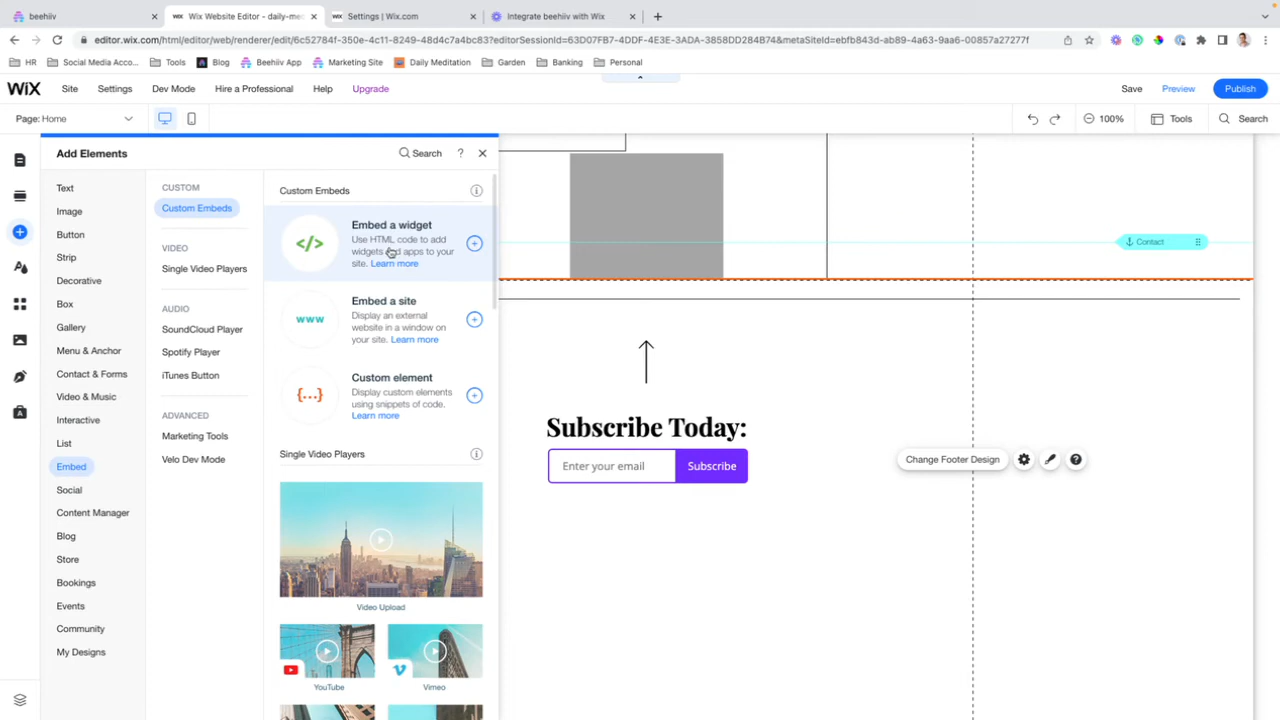 beehiiv
Wix Website Editor - daily-me
Settings | Wix.com
Integrate beehiiv with Wix
editor.wix.com/html/editor/web/renderer/edit/6c52784f-350e-4c11-8249-48d4c7a4bc83?editorSessionId=63D07FB7-4DDF-4E3E-3ADA-3858DD284B74&metaSiteId=ebfb843d-ab89-4a63-9aa6-00857a27277f
HR
Social Media Acco...
Tools
Blog
Beehiiv App
Marketing Site
Daily Meditation
Garden
Banking
Personal
WiX
Site
Settings
Dev Mode
Hire a Professional
Help
Upgrade
Save
Preview
Publish
Page: Home
100%
Tools
Search
Add Elements
Search
?
Text
Image
Button
Strip
Decorative
Box
Gallery
Menu & Anchor
Contact & Forms
Video & Music
Interactive
List
Embed
Social
Content Manager
Blog
Store
Bookings
Events
Community
My Designs
CUSTOM
Custom Embeds
VIDEO
Single Video Players
AUDIO
SoundCloud Player
Spotify Player
iTunes Button
ADVANCED
Marketing Tools
Velo Dev Mode
Custom Embeds
</>
Embed a widget
Use HTML code to add
widgets and apps to your
site. Learn more
www
Embed a site
Display an external
website in a window on
your site. Learn more
{...}
Custom element
Display custom elements
using snippets of code.
Learn more
Single Video Players
Video Upload
YouTube
Vimeo
Contact
Subscribe Today:
Enter your email
Subscribe
Change Footer Design